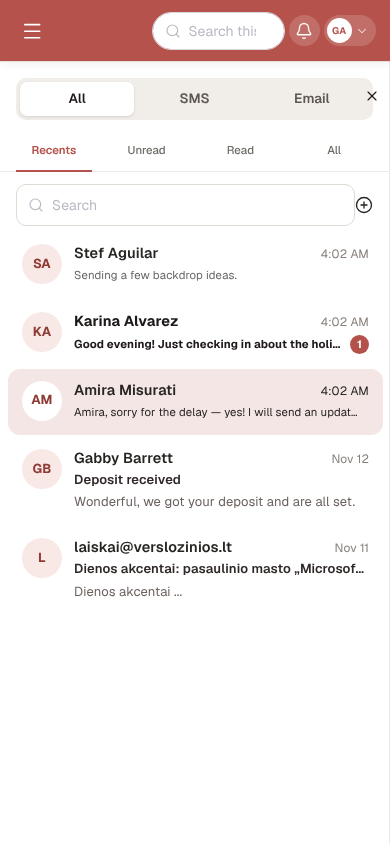 Search this
GA
All SMS Email
Recents Unread Read All
Search
SA
Stef Aguilar 4:02 AM
Sending a few backdrop ideas.
KA
Karina Alvarez 4:02 AM
Good evening! Just checking in about the holi... 1
AM
Amira Misurati 4:02 AM
Amira, sorry for the delay — yes! I will send an updat...
GB
Gabby Barrett Nov 12
Deposit received
Wonderful, we got your deposit and are all set.
L
laiskai@verslozinios.lt Nov 11
Dienos akcentai: pasaulinio masto „Microsof...
Dienos akcentai ...